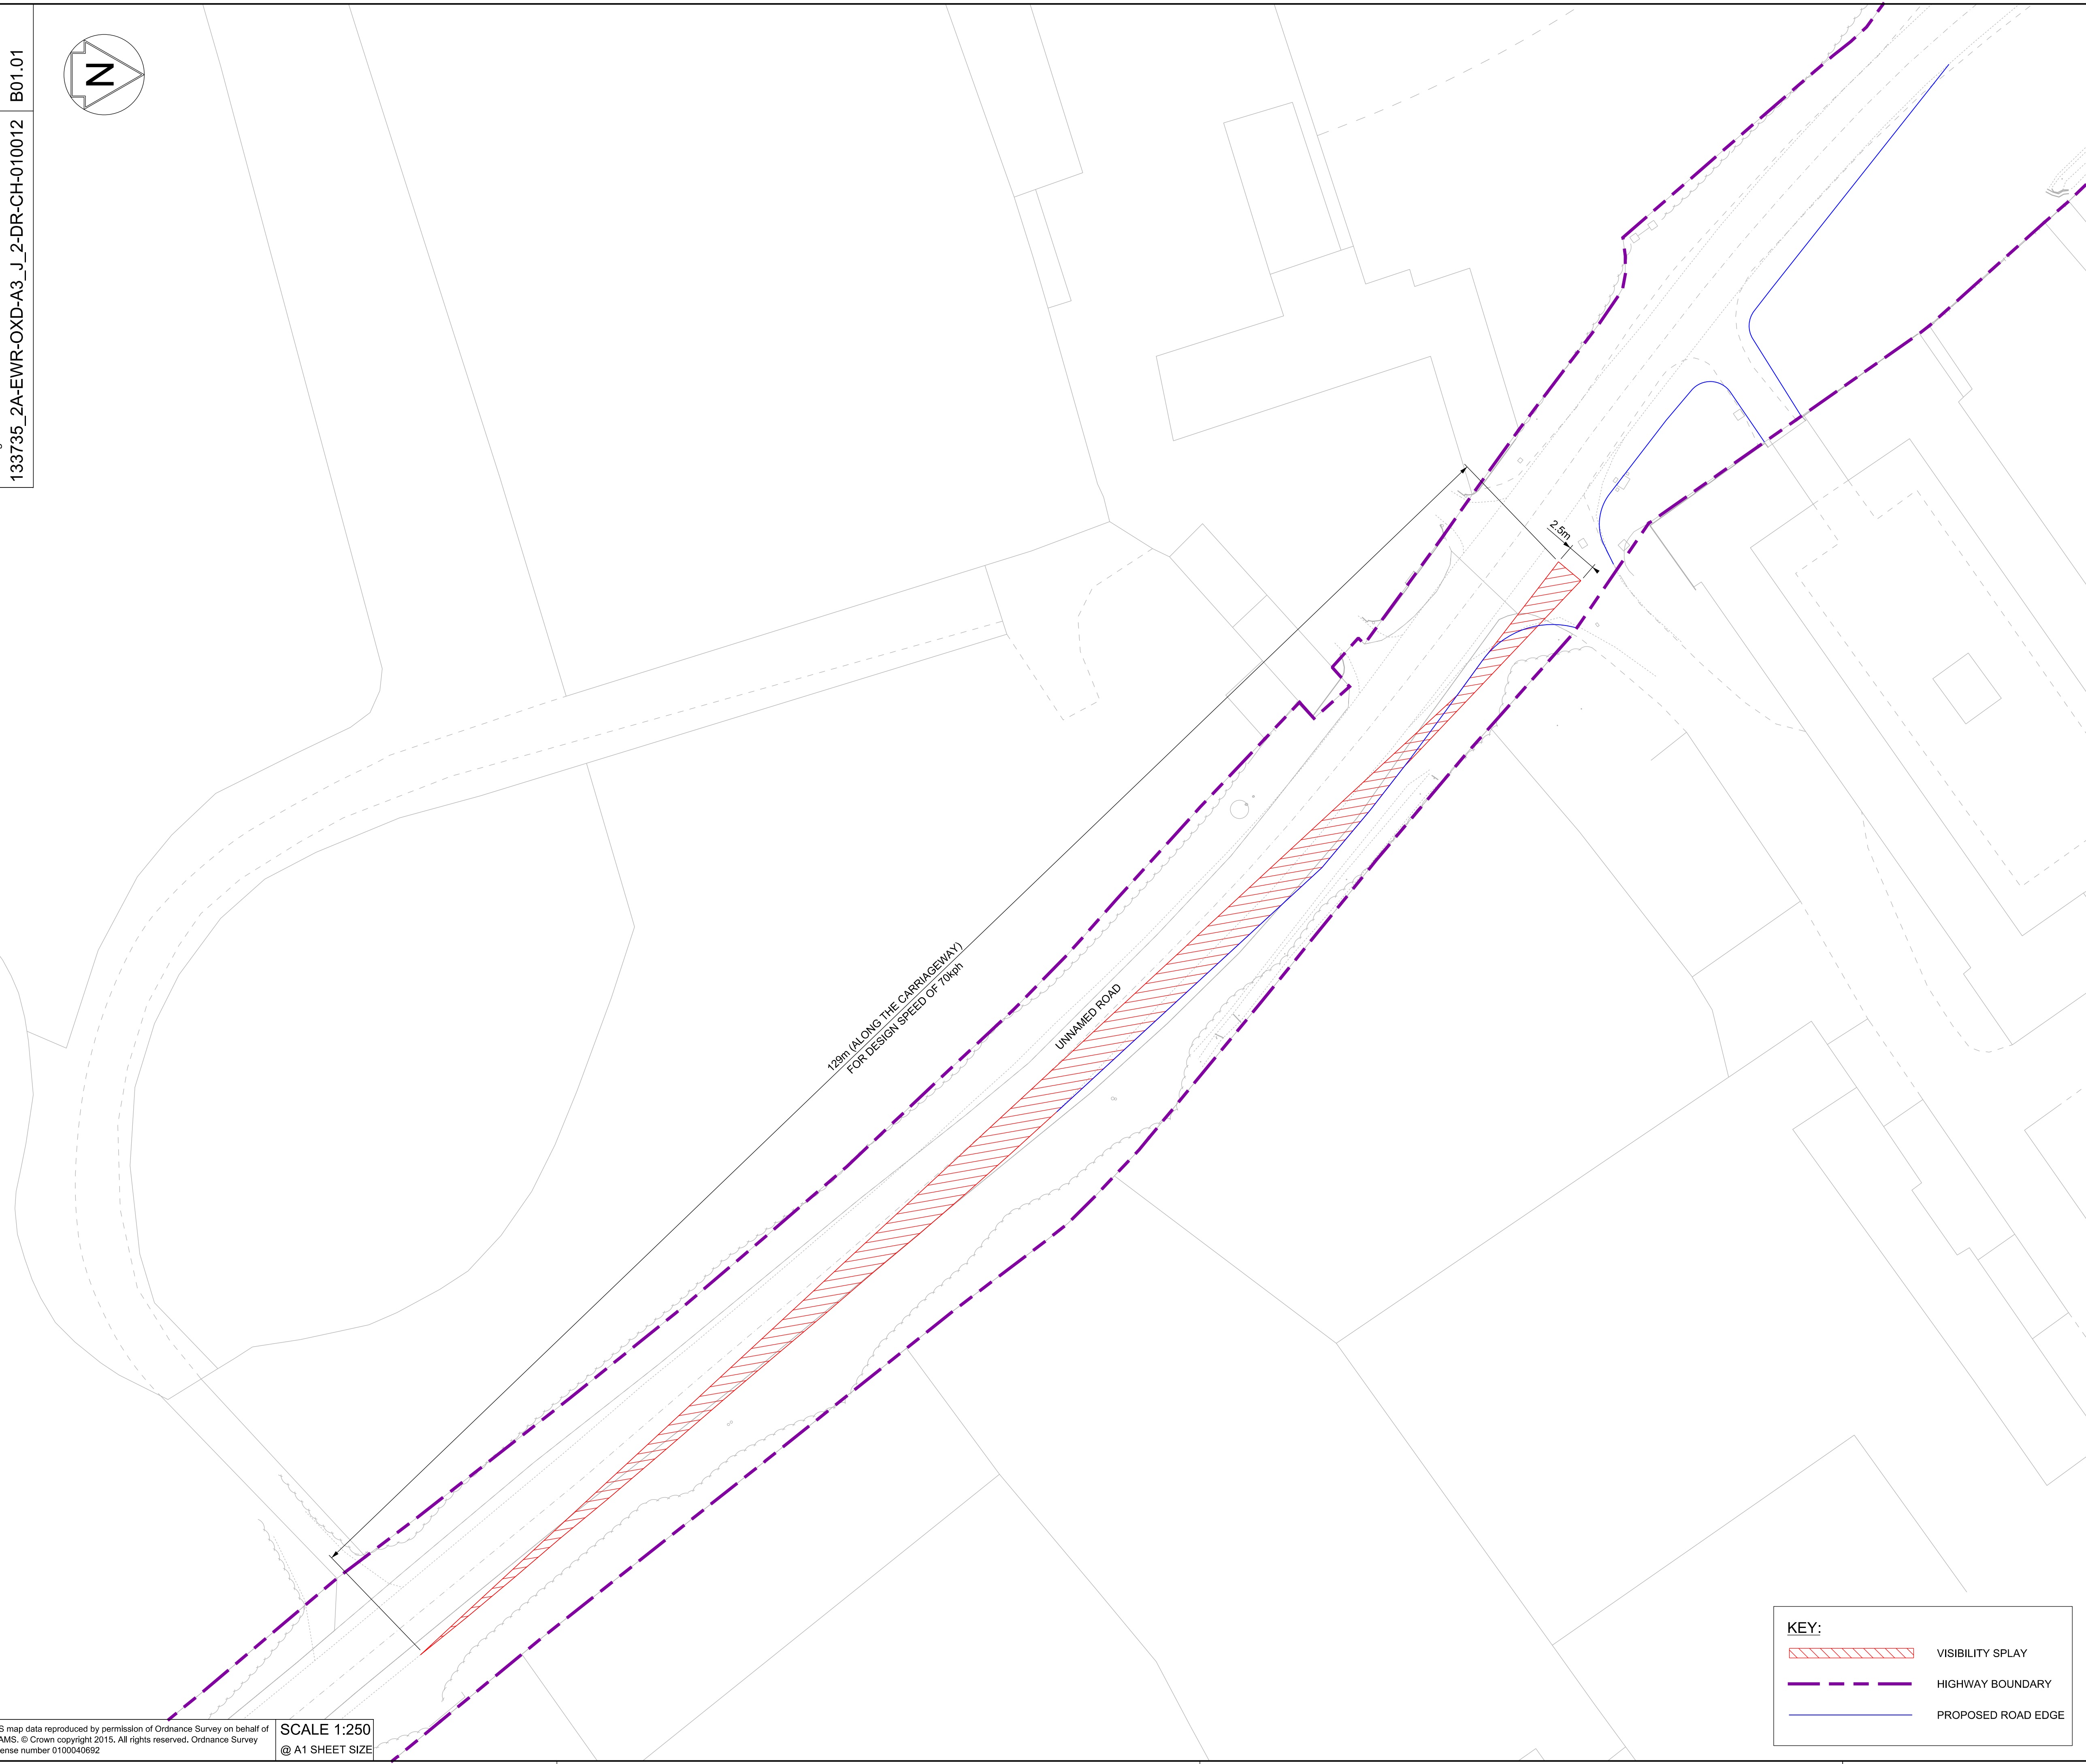 B01.01
133735_2A-EWR-OXD-A3_J_2-DR-CH-010012
N
2.5m
129m (ALONG THE CARRIAGEWAY)
FOR DESIGN SPEED OF 70kph
UNNAMED ROAD
KEY:
VISIBILITY SPLAY
HIGHWAY BOUNDARY
PROPOSED ROAD EDGE
S map data reproduced by permission of Ordnance Survey on behalf of
AMS. © Crown copyright 2015. All rights reserved. Ordnance Survey
ense number 0100040692
SCALE 1:250
@ A1 SHEET SIZE